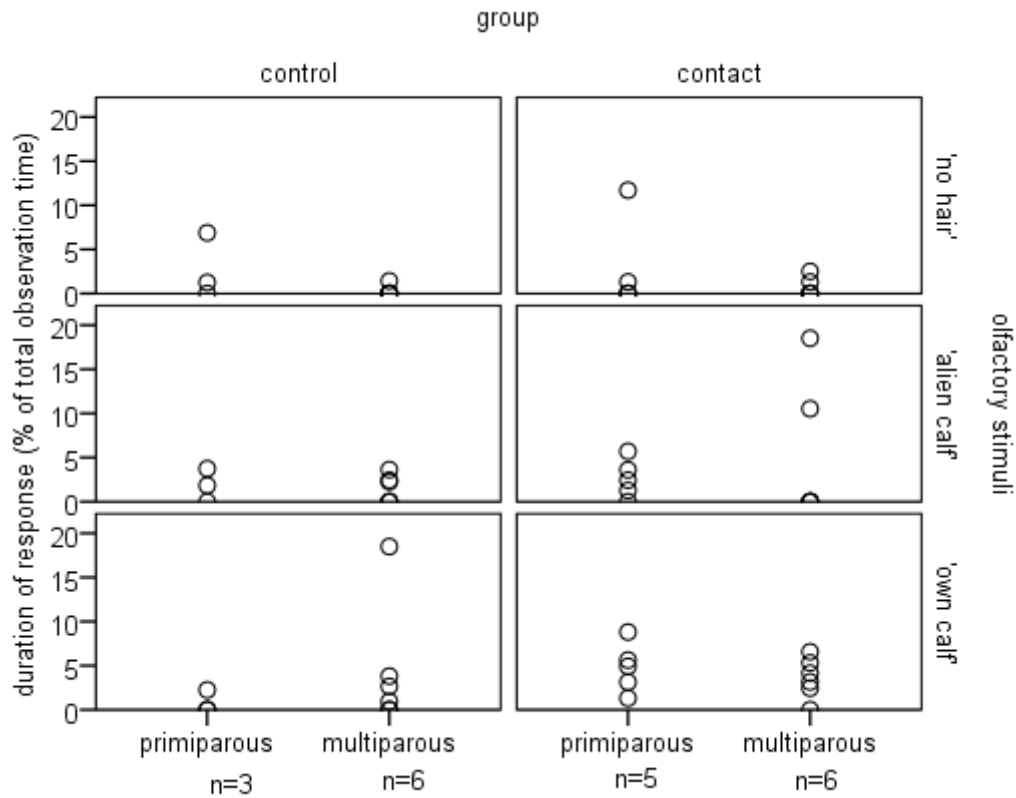 group
control
contact
duration of response (% of total observation time)
20
15
10
5
0
'no hair'
20
15
10
5
0
'alien calf'
olfactory stimuli
20
15
10
5
0
'own calf'
primiparous
multiparous
primiparous
multiparous
n=3
n=6
n=5
n=6